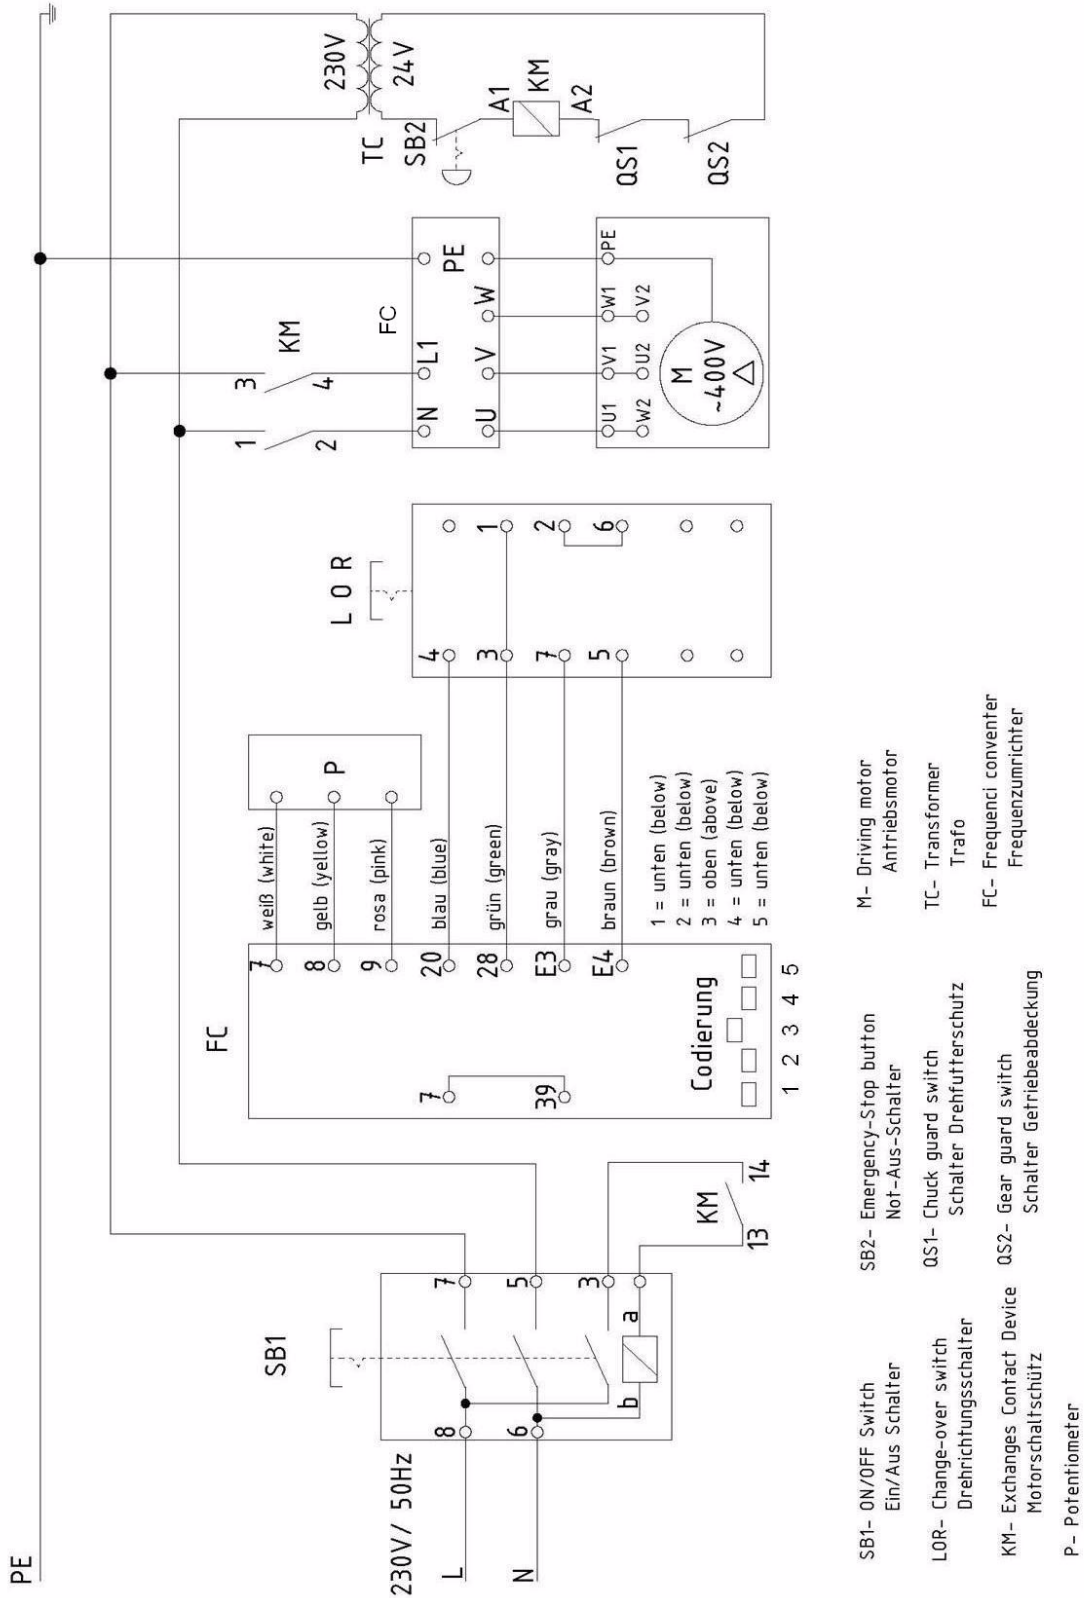 PE
230V/ 50Hz
L
N
SB1
8
7
6
5
3
b
a
KM
13
14
FC
7
39
7
8
9
20
28
E3
E4
Codierung
1 2 3 4 5
weiß (white)
gelb (yellow)
rosa (pink)
blau (blue)
grün (green)
grau (gray)
braun (brown)
P
1 = unten (below)
2 = unten (below)
3 = oben (above)
4 = unten (below)
5 = unten (below)
L O R
4
3
7
5
1
2
6
1
2
3
4
KM
FC
N
L1
PE
U
V
W
U1
V1
W1
PE
W2
U2
V2
M
~400V
TC
230V
24V
SB2
A1
KM
A2
QS1
QS2
SB1- ON/OFF Switch
Ein/Aus Schalter
LOR- Change-over switch
Drehrichtungsschalter
KM- Exchanges Contact Device
Motorschaltschütz
P- Potentiometer
SB2- Emergency-Stop button
Not-Aus-Schalter
QS1- Chuck guard switch
Schalter Drehfutterschutz
QS2- Gear guard switch
Schalter Getriebeabdeckung
M- Driving motor
Antriebsmotor
TC- Transformer
Trafo
FC- Frequenci conventer
Frequenzumrichter